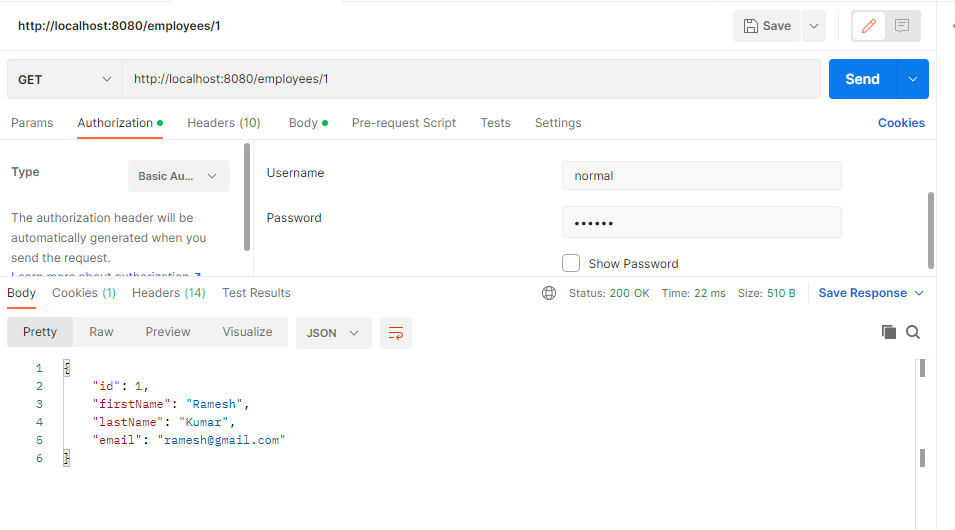 http://localhost:8080/employees/1
Save
GET
http://localhost:8080/employees/1
Send
Params
Authorization
Headers (10)
Body
Pre-request Script
Tests
Settings
Cookies
Type
Basic Au...
The authorization header will be
automatically generated when you
send the request.
Learn more about authorization ↗
Username
normal
Password
••••••
Show Password
Body
Cookies (1)
Headers (14)
Test Results
Status: 200 OK
Time: 22 ms
Size: 510 B
Save Response
Pretty
Raw
Preview
Visualize
JSON
1 {
2 "id": 1,
3 "firstName": "Ramesh",
4 "lastName": "Kumar",
5 "email": "ramesh@gmail.com"
6 }